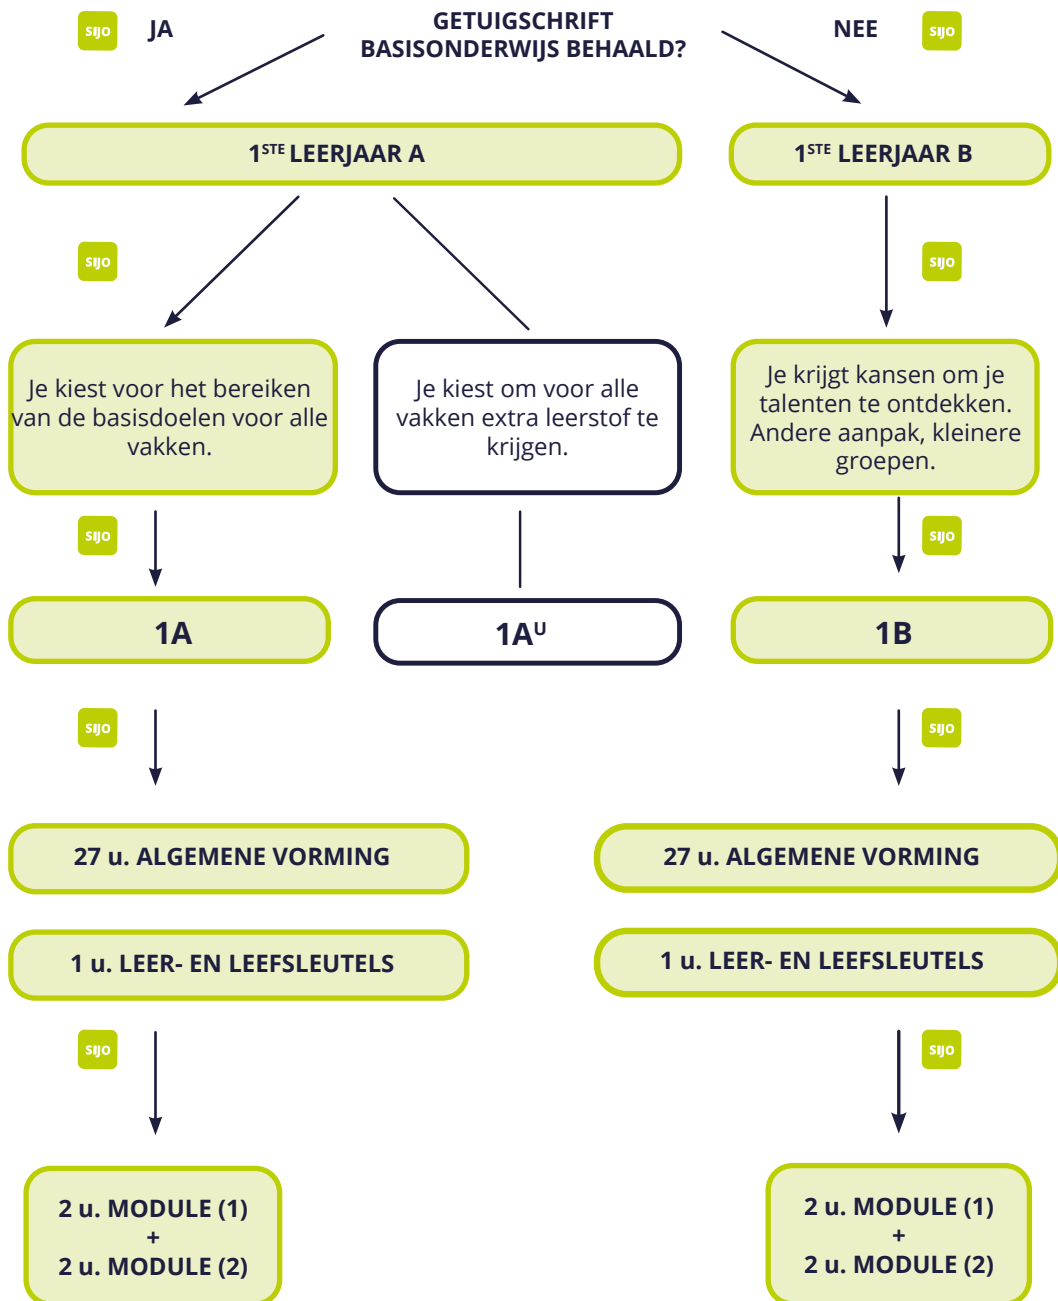 SIJO
JA
GETUIGSCHRIFT
BASISONDERWIJS BEHAALD?
NEE
SIJO
1STE LEERJAAR A
1STE LEERJAAR B
SIJO
SIJO
Je kiest voor het bereiken
van de basisdoelen voor alle
vakken.
Je kiest om voor alle
vakken extra leerstof te
krijgen.
Je krijgt kansen om je
talenten te ontdekken.
Andere aanpak, kleinere
groepen.
SIJO
SIJO
1A
1AU
1B
SIJO
SIJO
27 u. ALGEMENE VORMING
27 u. ALGEMENE VORMING
1 u. LEER- EN LEEFSLEUTELS
1 u. LEER- EN LEEFSLEUTELS
SIJO
SIJO
2 u. MODULE (1)
+
2 u. MODULE (2)
2 u. MODULE (1)
+
2 u. MODULE (2)